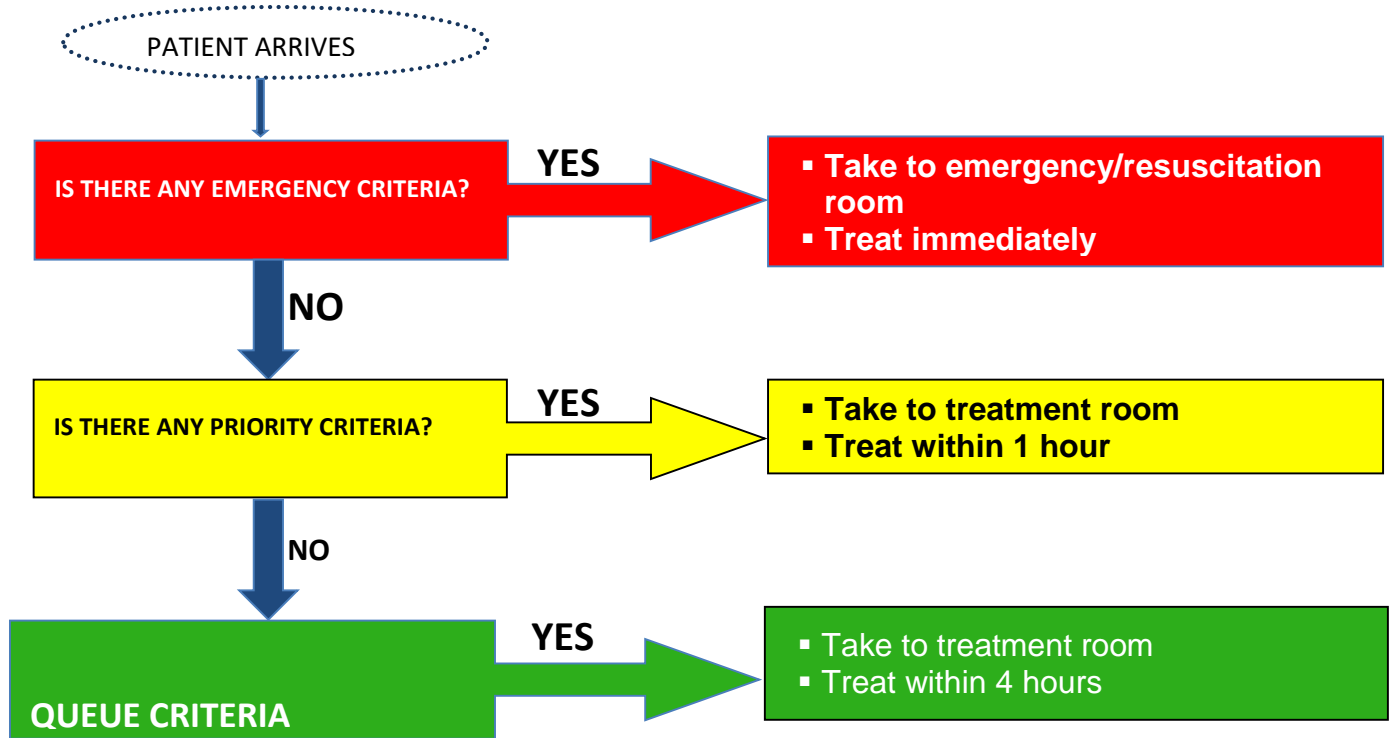 PATIENT ARRIVES
IS THERE ANY EMERGENCY CRITERIA?
YES
▪ Take to emergency/resuscitation
room
▪ Treat immediately
NO
IS THERE ANY PRIORITY CRITERIA?
YES
▪ Take to treatment room
▪ Treat within 1 hour
NO
QUEUE CRITERIA
YES
▪ Take to treatment room
▪ Treat within 4 hours